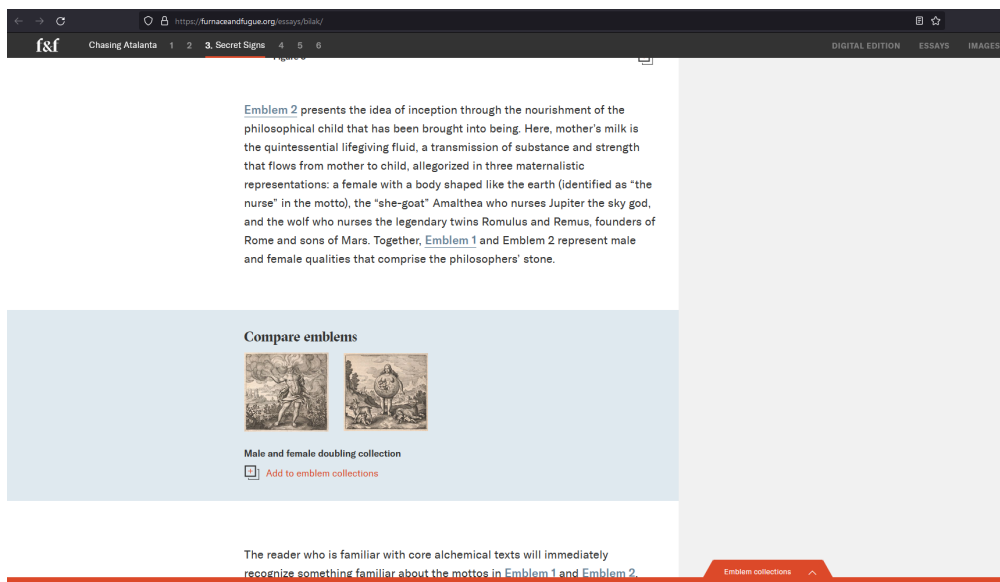 https://furnaceandfugue.org/essays/bilak/
f&f Chasing Atalanta 1 2 3. Secret Signs 4 5 6 DIGITAL EDITION ESSAYS IMAGES
Emblem 2 presents the idea of inception through the nourishment of the
philosophical child that has been brought into being. Here, mother's milk is
the quintessential lifegiving fluid, a transmission of substance and strength
that flows from mother to child, allegorized in three maternalistic
representations: a female with a body shaped like the earth (identified as “the
nurse” in the motto), the “she-goat” Amalthea who nurses Jupiter the sky god,
and the wolf who nurses the legendary twins Romulus and Remus, founders of
Rome and sons of Mars. Together, Emblem 1 and Emblem 2 represent male
and female qualities that comprise the philosophers’ stone.
Compare emblems
Male and female doubling collection
Add to emblem collections
The reader who is familiar with core alchemical texts will immediately
recognize something familiar about the mottos in Emblem 1 and Emblem 2.
Emblem collections